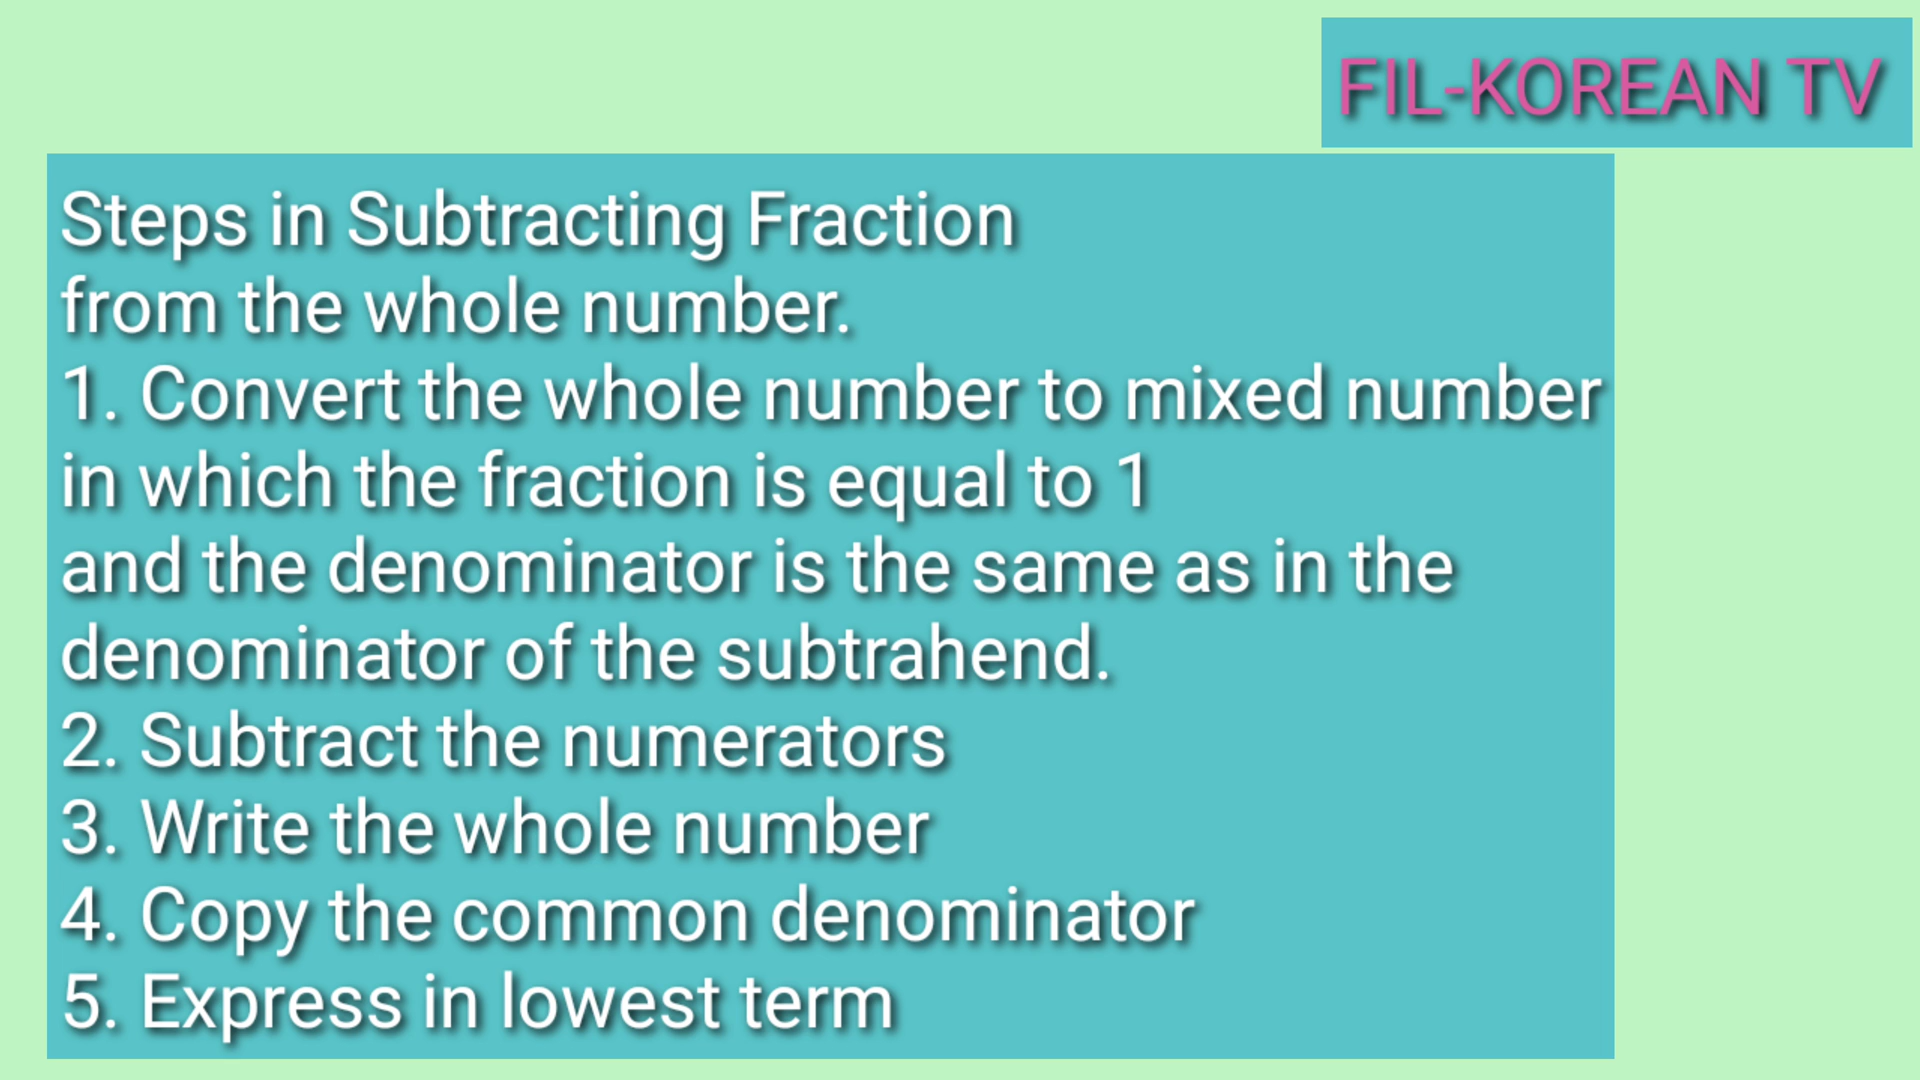 FIL-KOREAN TV
Steps in Subtracting Fraction
from the whole number.
1. Convert the whole number to mixed number
in which the fraction is equal to 1
and the denominator is the same as in the
denominator of the subtrahend.
2. Subtract the numerators
3. Write the whole number
4. Copy the common denominator
5. Express in lowest term